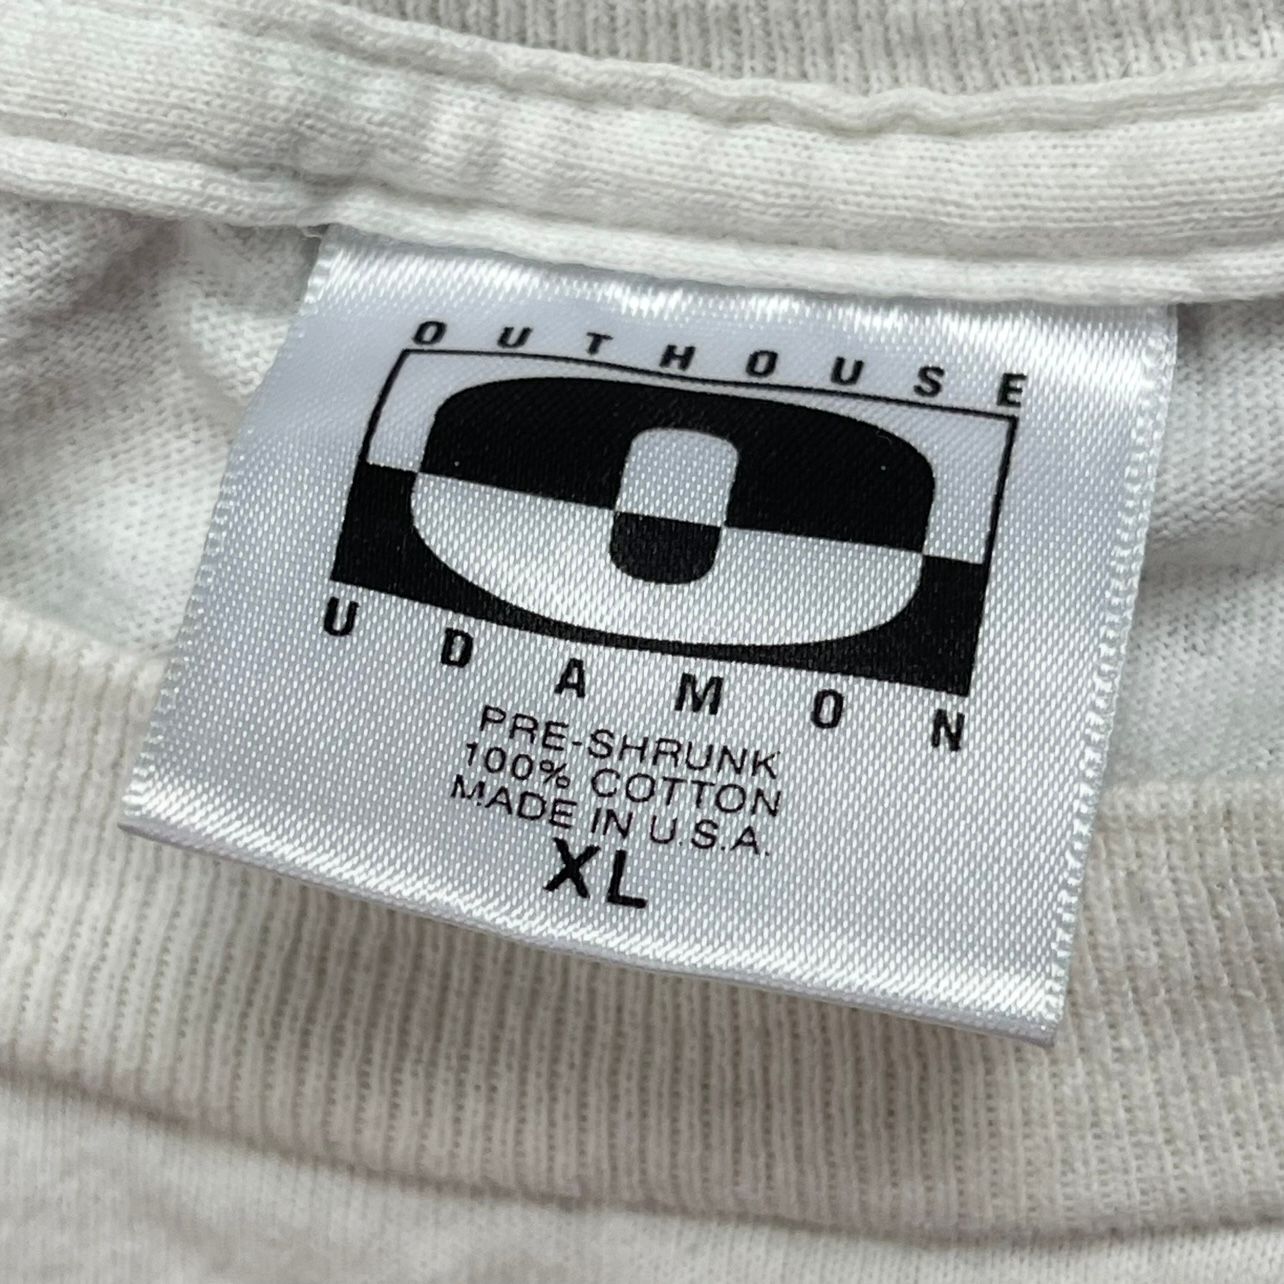 OUTHOUSE
UDAMON
PRE-SHRUNK
100% COTTON
MADE IN U.S.A.
XL